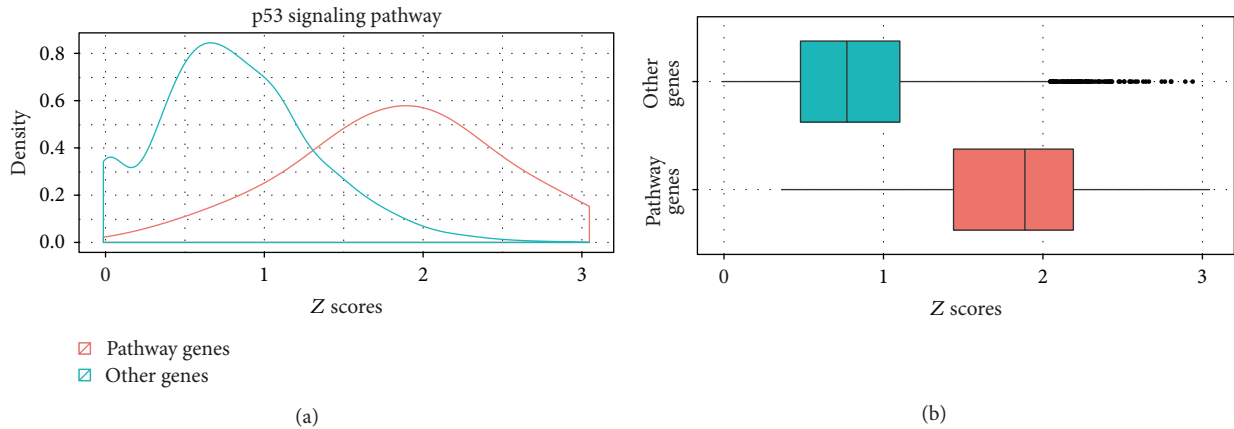 p53 signaling pathway
Density
0.8
0.6
0.4
0.2
0.0
0
1
2
3
Z scores
Pathway genes
Other genes
(a)
Other
genes
Pathway
genes
0
1
2
3
Z scores
(b)